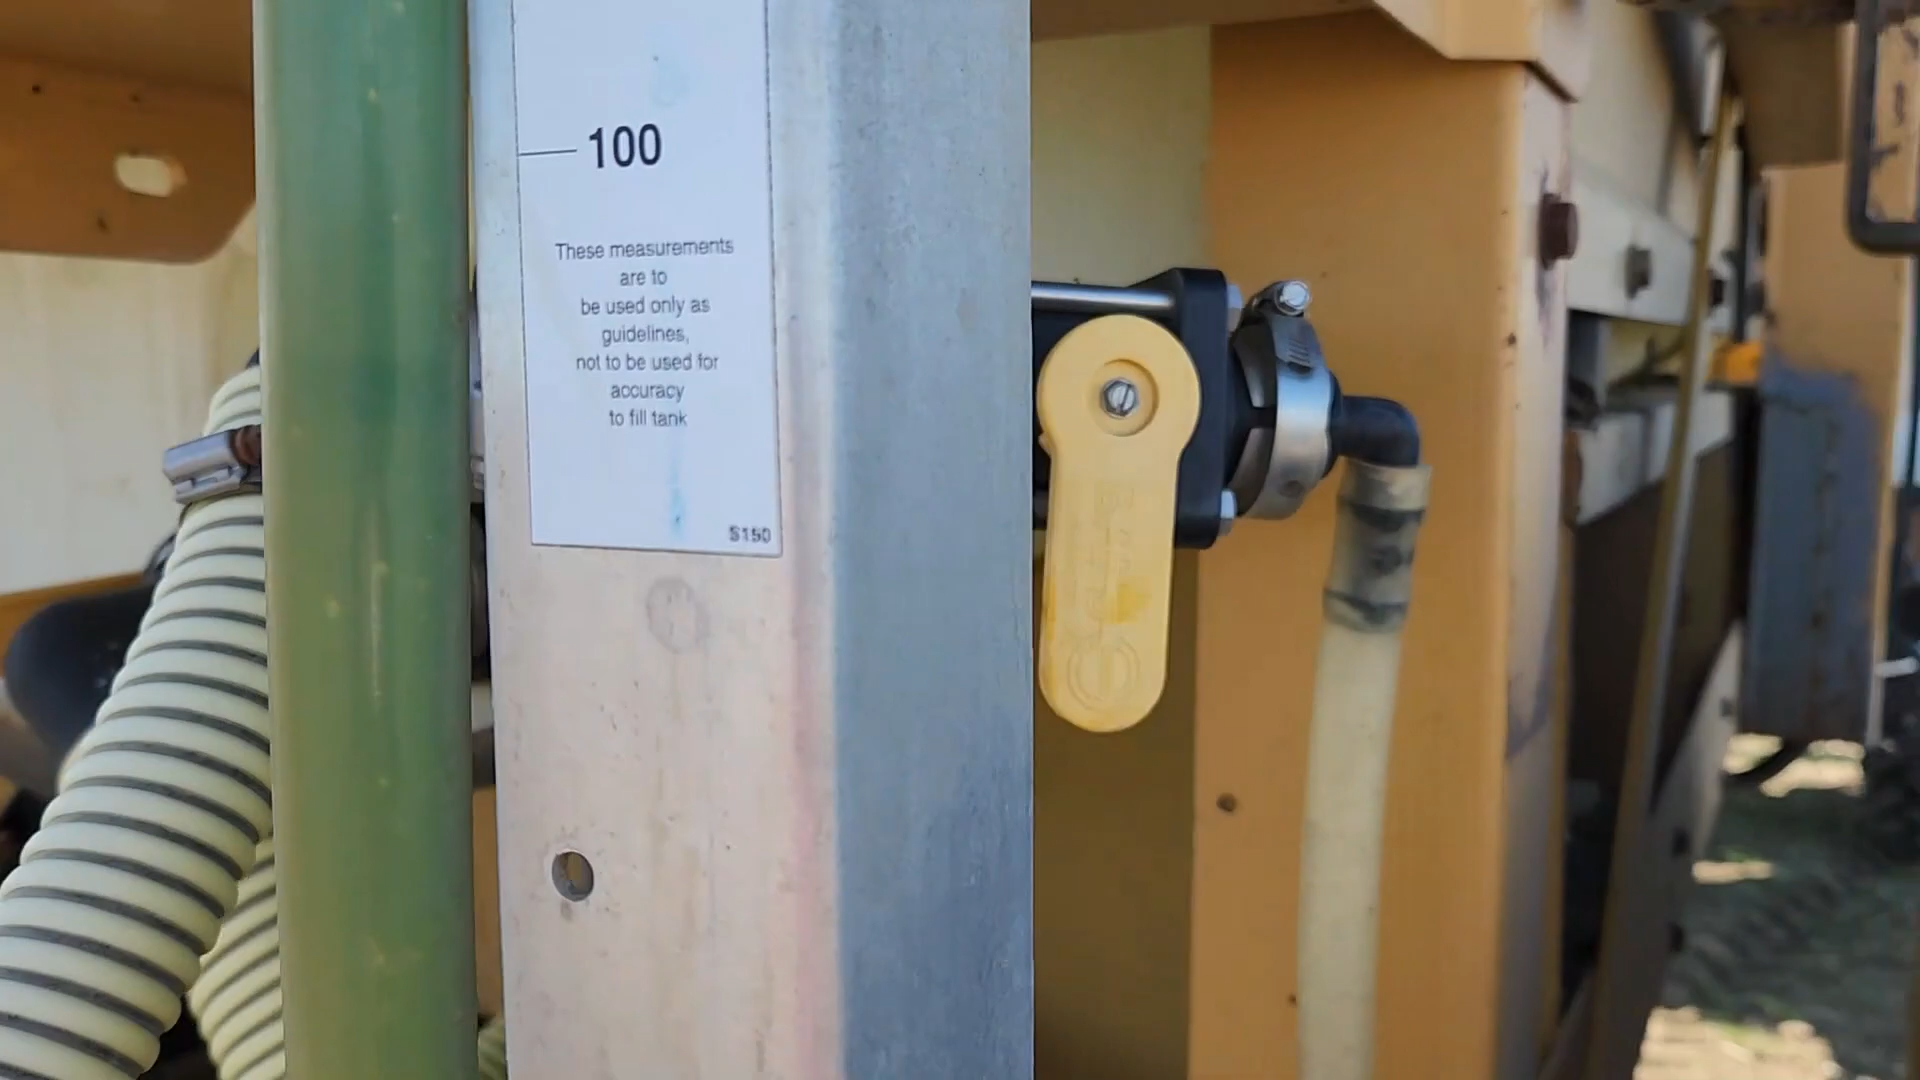 100
These measurements
are to
be used only as
guidelines,
not to be used for
accuracy
to fill tank
S150